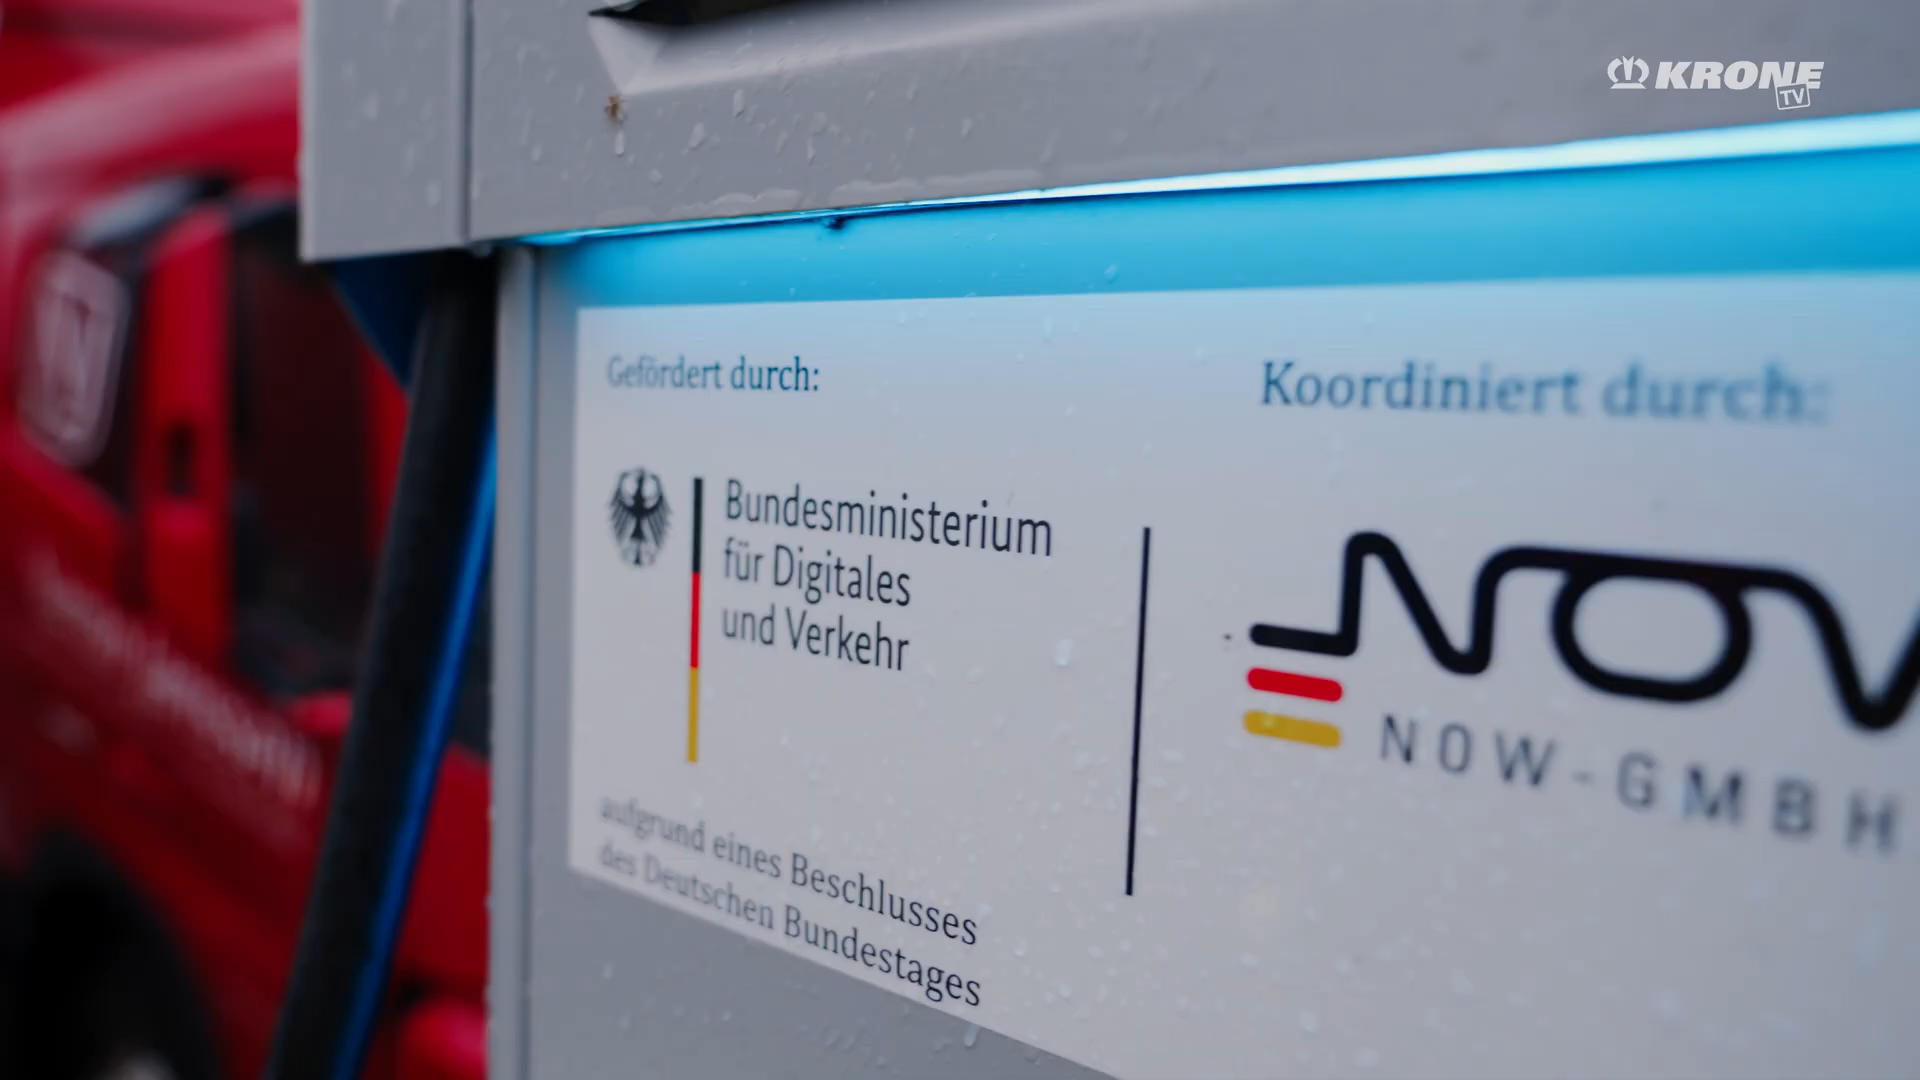 KRONE
TV
Gefördert durch:
Koordiniert durch:
Bundesministerium
für Digitales
und Verkehr
NOW
NOW-GMBH
aufgrund eines Beschlusses
des Deutschen Bundestages